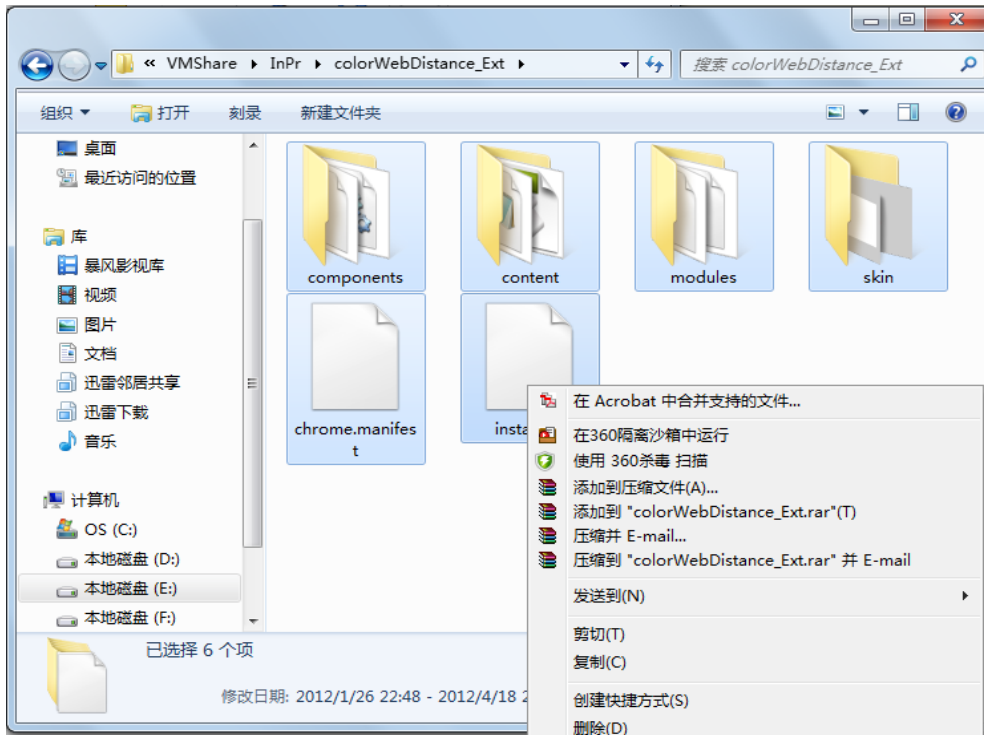 « VMShare ▸ InPr ▸ colorWebDistance_Ext ▸
搜索 colorWebDistance_Ext
组织 ▼ 打开 刻录 新建文件夹
桌面
最近访问的位置
库
暴风影视库
视频
图片
文档
迅雷邻居共享
迅雷下载
音乐
计算机
OS (C:)
本地磁盘 (D:)
本地磁盘 (E:)
本地磁盘 (F:)
components content modules skin
chrome.manifes
t
insta
在 Acrobat 中合并支持的文件...
在360隔离沙箱中运行
使用 360杀毒 扫描
添加到压缩文件(A)...
添加到 "colorWebDistance_Ext.rar"(T)
压缩并 E-mail...
压缩到 "colorWebDistance_Ext.rar" 并 E-mail
发送到(N)
剪切(T)
复制(C)
创建快捷方式(S)
删除(D)
已选择 6 个项
修改日期: 2012/1/26 22:48 - 2012/4/18 2